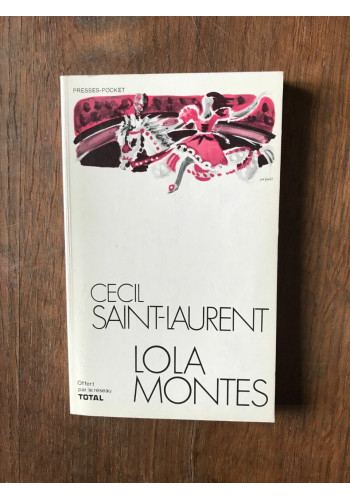 PRESSES-POCKET
CECIL
SAINT-LAURENT
LOLA
MONTES
Offert
par le réseau
TOTAL